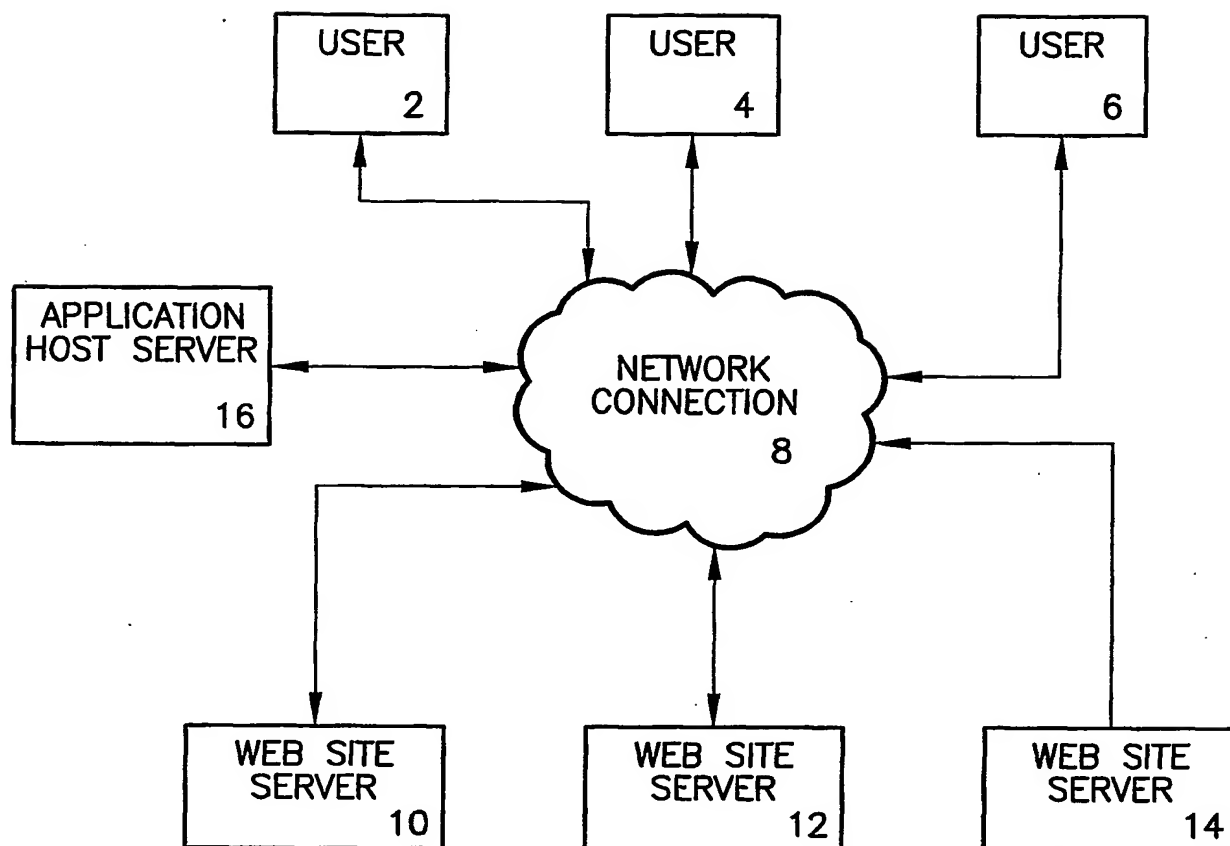 USER
2
USER
4
USER
6
APPLICATION
HOST SERVER
16
NETWORK
CONNECTION
8
WEB SITE
SERVER
10
WEB SITE
SERVER
12
WEB SITE
SERVER
14